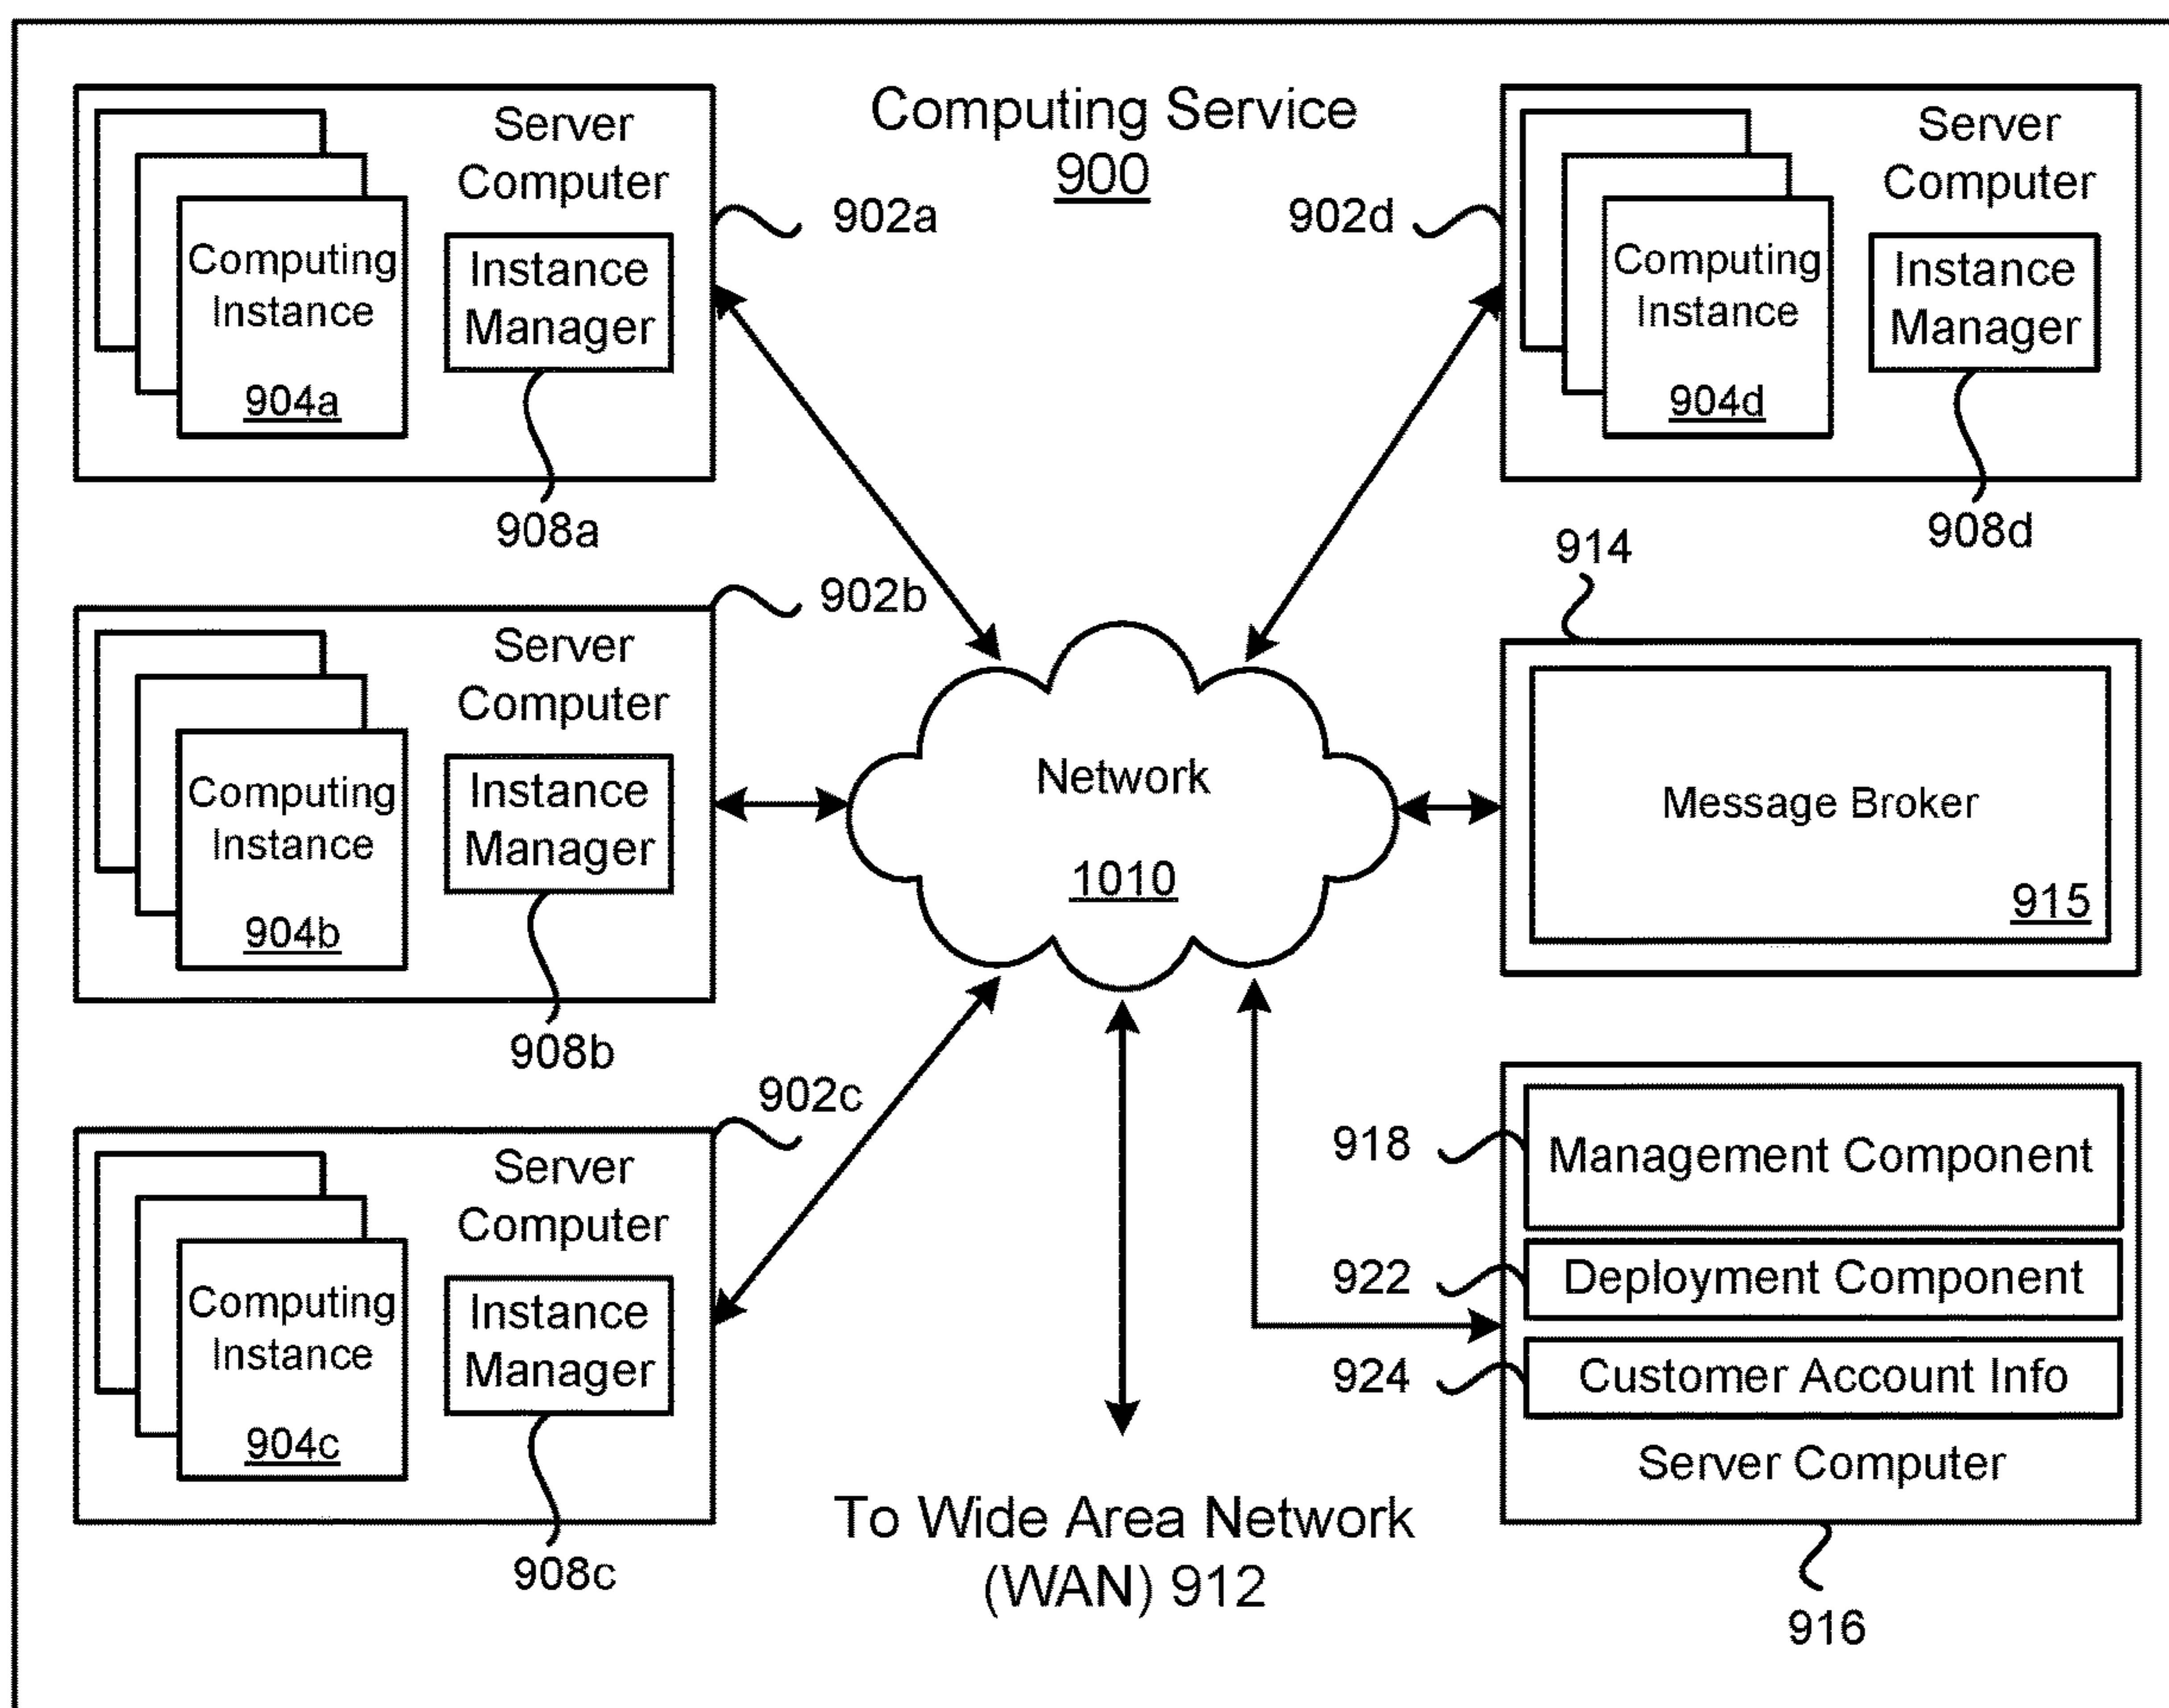 Computing Service
900
Server
Computer
Computing
Instance
904a
Instance
Manager
902a
908a
902d
Server
Computer
Computing
Instance
904d
Instance
Manager
908d
902b
Server
Computer
Computing
Instance
904b
Instance
Manager
908b
Network
1010
914
Message Broker
915
902c
Server
Computer
Computing
Instance
904c
Instance
Manager
908c
To Wide Area Network
(WAN) 912
918
Management Component
922
Deployment Component
924
Customer Account Info
Server Computer
916